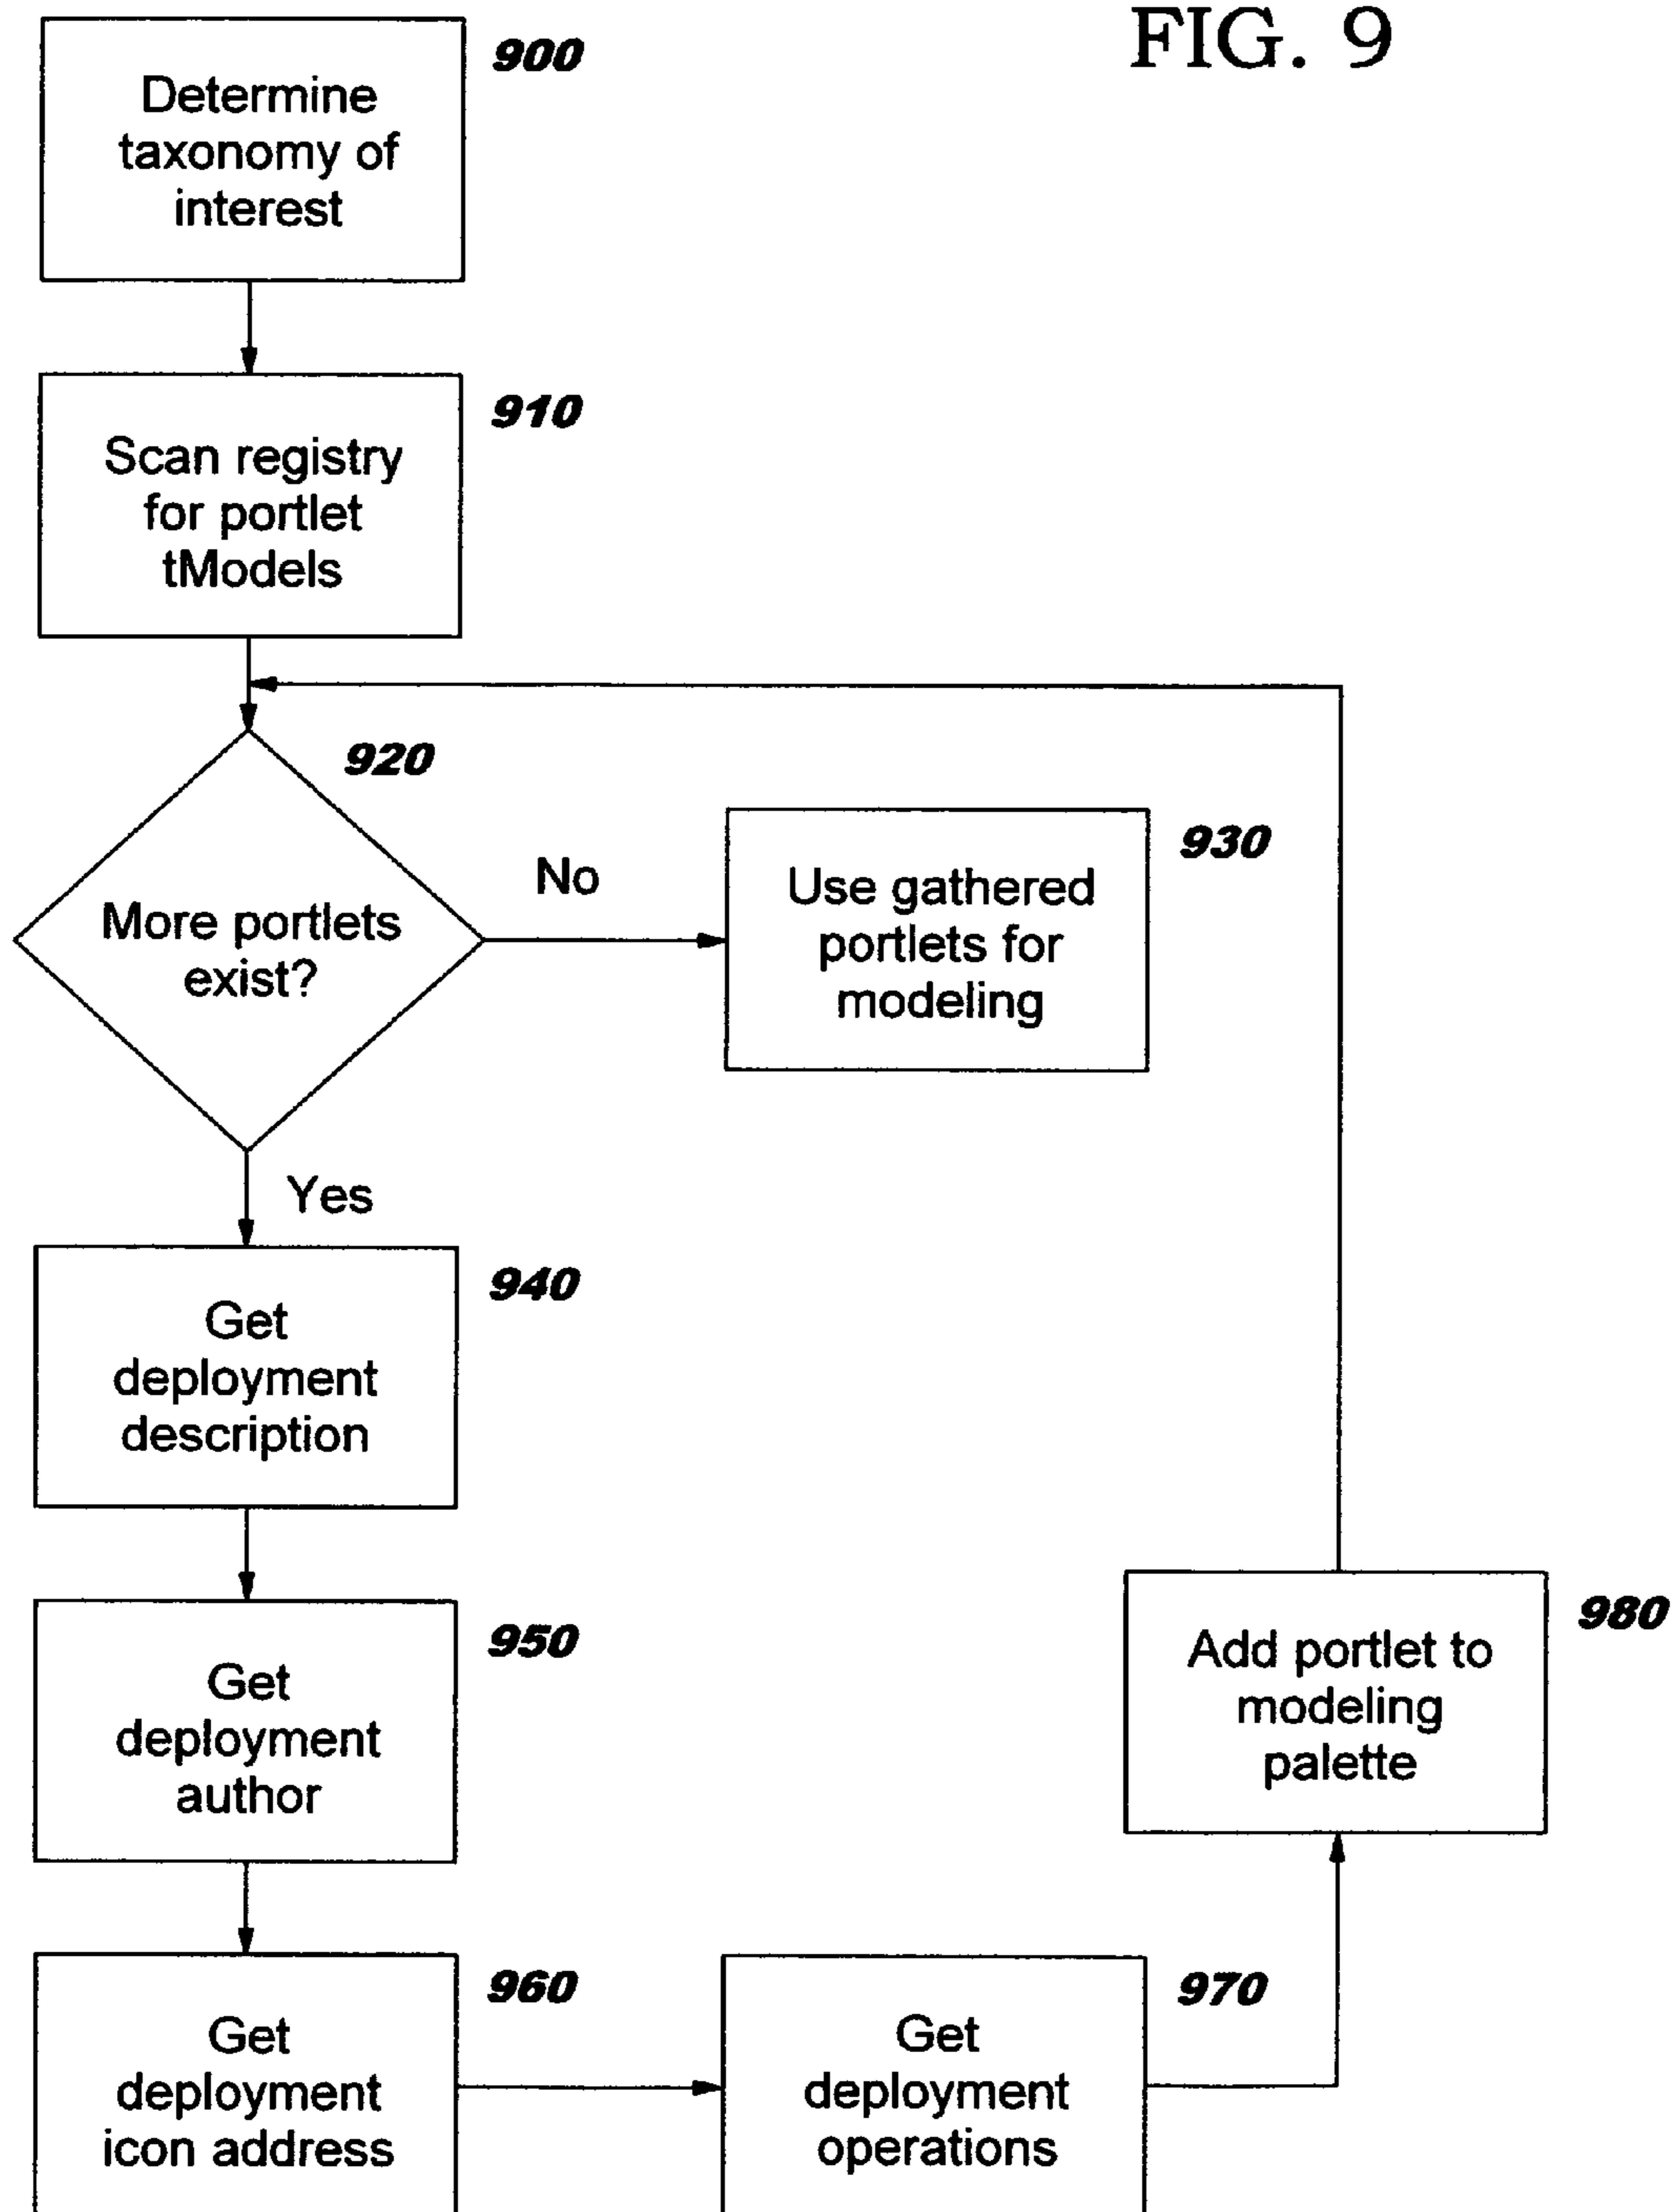 FIG. 9
900
Determine
taxonomy of
interest
910
Scan registry
for portlet
tModels
920
More portlets
exist?
No
930
Use gathered
portlets for
modeling
Yes
940
Get
deployment
description
950
Get
deployment
author
960
Get
deployment
icon address
970
Get
deployment
operations
980
Add portlet to
modeling
palette